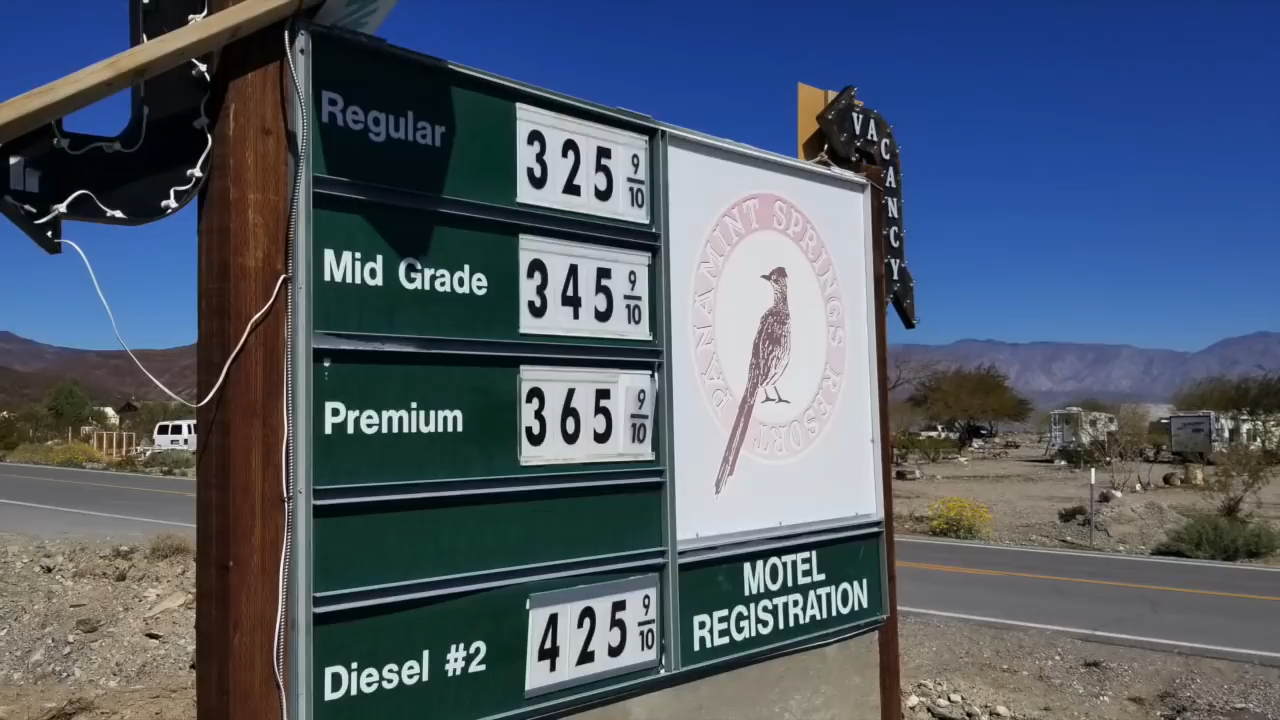 Regular 325 9/10
Mid Grade 345 9/10
Premium 365 9/10
Diesel #2 425 9/10
PANAMINT SPRINGS RESORT
MOTEL
REGISTRATION
VACANCY